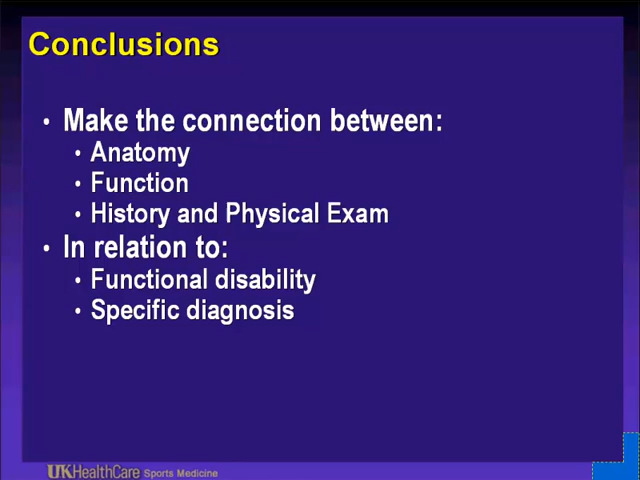 Conclusions
• Make the connection between:
• Anatomy
• Function
• History and Physical Exam
• In relation to:
• Functional disability
• Specific diagnosis
UKHealthCare Sports Medicine